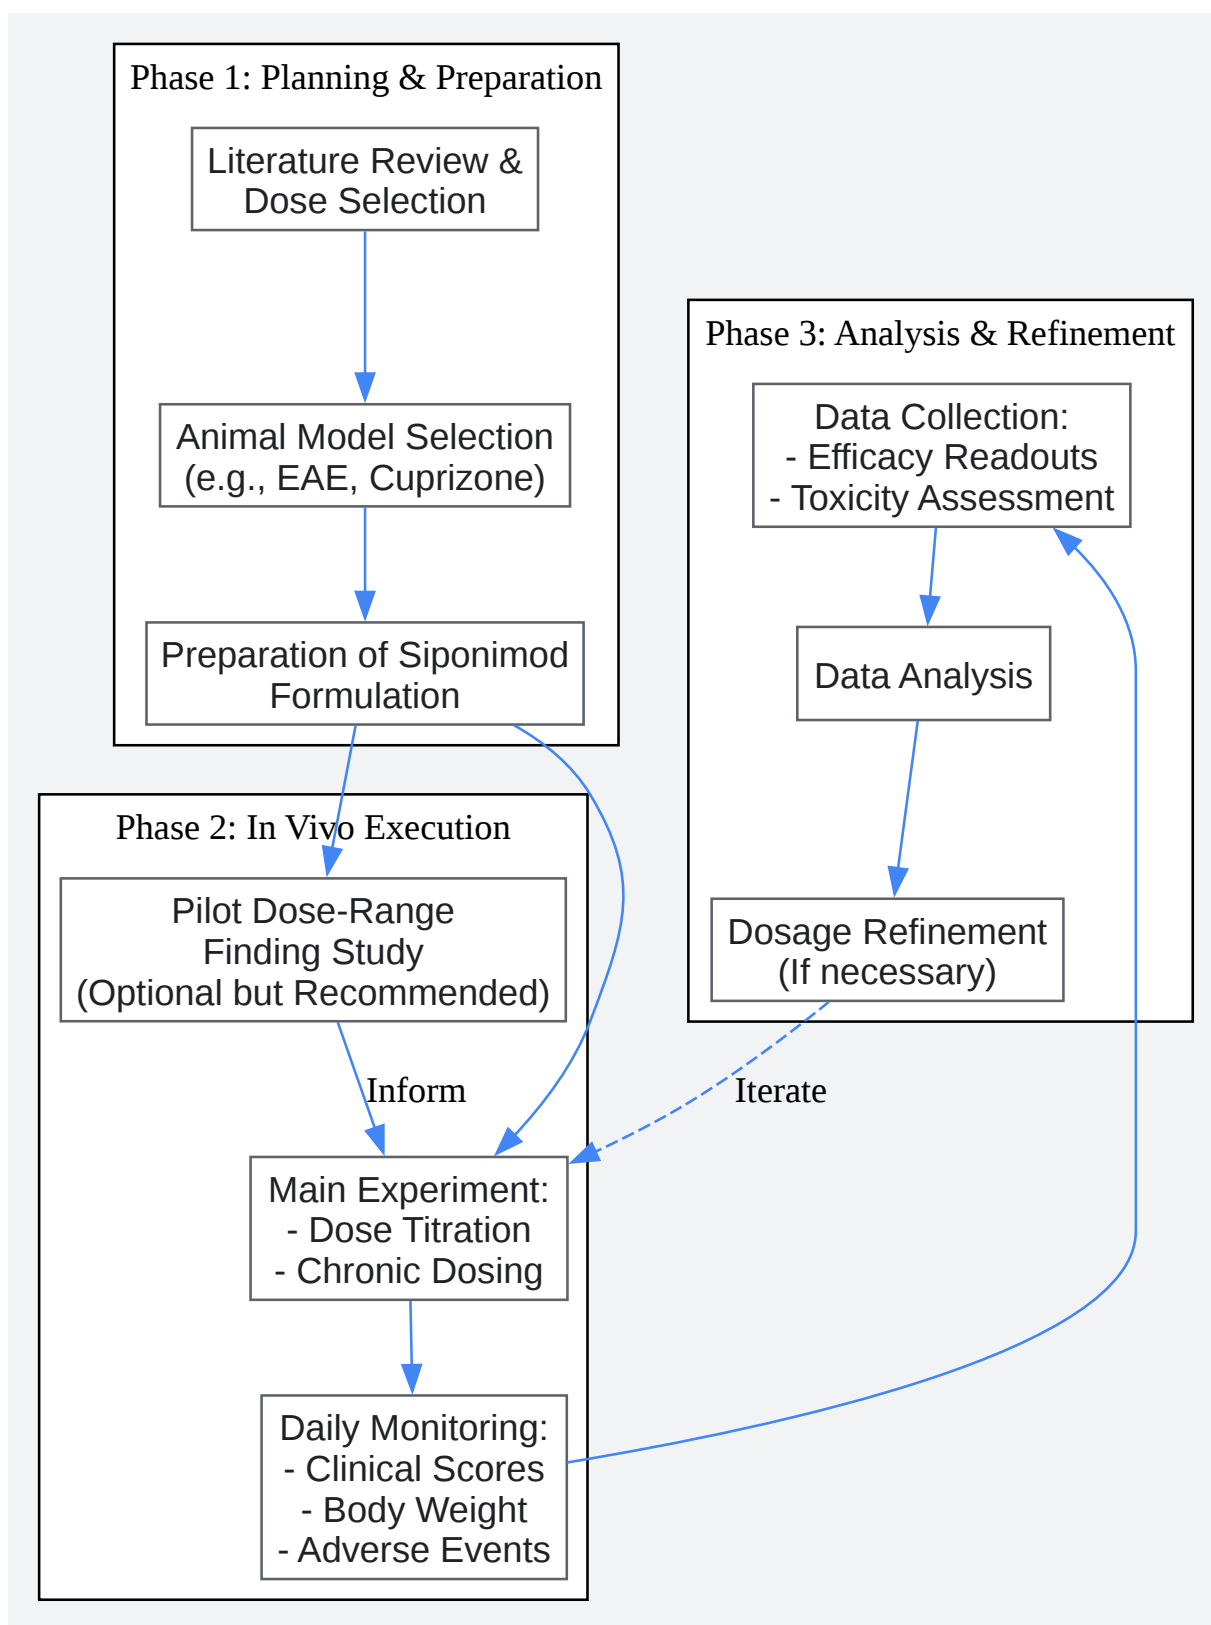 Phase 1: Planning & Preparation
Literature Review &
Dose Selection
Animal Model Selection
(e.g., EAE, Cuprizone)
Preparation of Siponimod
Formulation
Phase 2: In Vivo Execution
Pilot Dose-Range
Finding Study
(Optional but Recommended)
Inform
Main Experiment:
- Dose Titration
- Chronic Dosing
Daily Monitoring:
- Clinical Scores
- Body Weight
- Adverse Events
Phase 3: Analysis & Refinement
Data Collection:
- Efficacy Readouts
- Toxicity Assessment
Data Analysis
Dosage Refinement
(If necessary)
Iterate